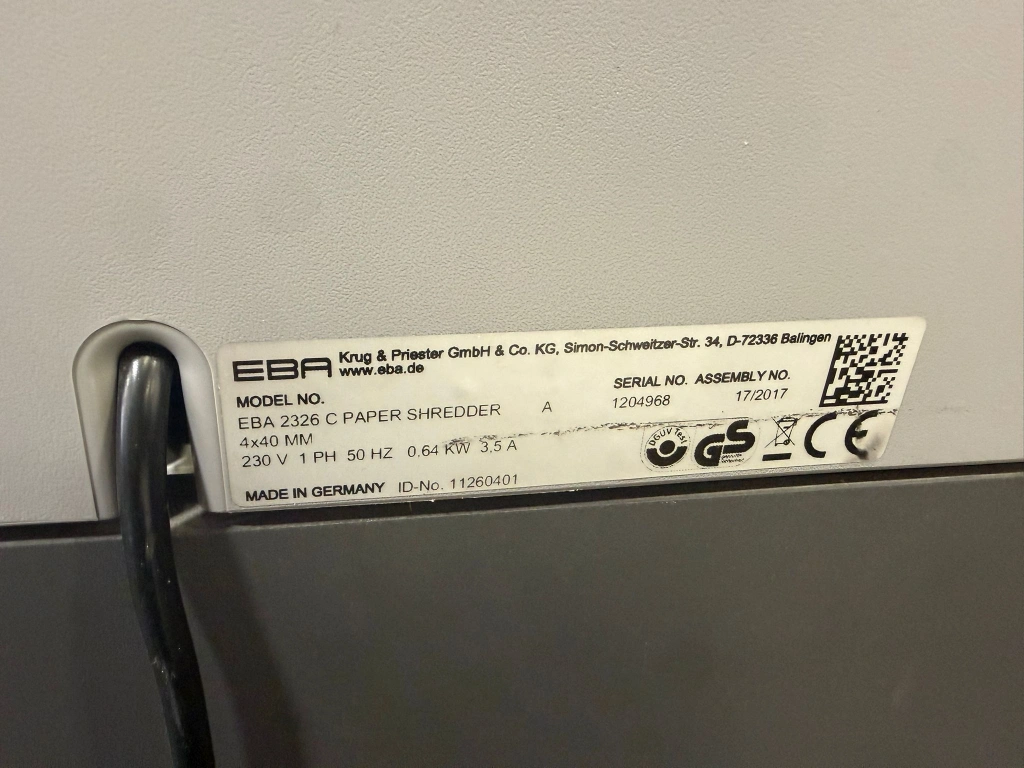 EBA Krug & Priester GmbH & Co. KG, Simon-Schweitzer-Str. 34, D-72336 Balingen
www.eba.de
MODEL NO. SERIAL NO. ASSEMBLY NO.
EBA 2326 C PAPER SHREDDER A 1204968 17/2017
4x40 MM
230 V 1 PH 50 HZ 0,64 KW 3,5 A
DGUV Test GS CE
MADE IN GERMANY ID-No. 11260401